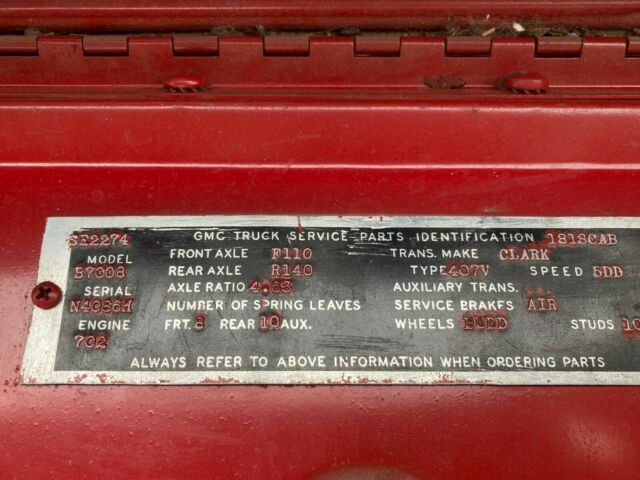 SE2274 GMC TRUCK SERVICE-PARTS IDENTIFICATION 1818CAB
MODEL FRONT AXLE F110 TRANS. MAKE CLARK
B7008 REAR AXLE R140 TYPE 407V SPEED 5DD
SERIAL AXLE RATIO 4.63 AUXILIARY TRANS.
N4086H NUMBER OF SPRING LEAVES SERVICE BRAKES AIR
ENGINE FRT. 8 REAR 10 AUX. WHEELS BUDD STUDS 10
702
ALWAYS REFER TO ABOVE INFORMATION WHEN ORDERING PARTS